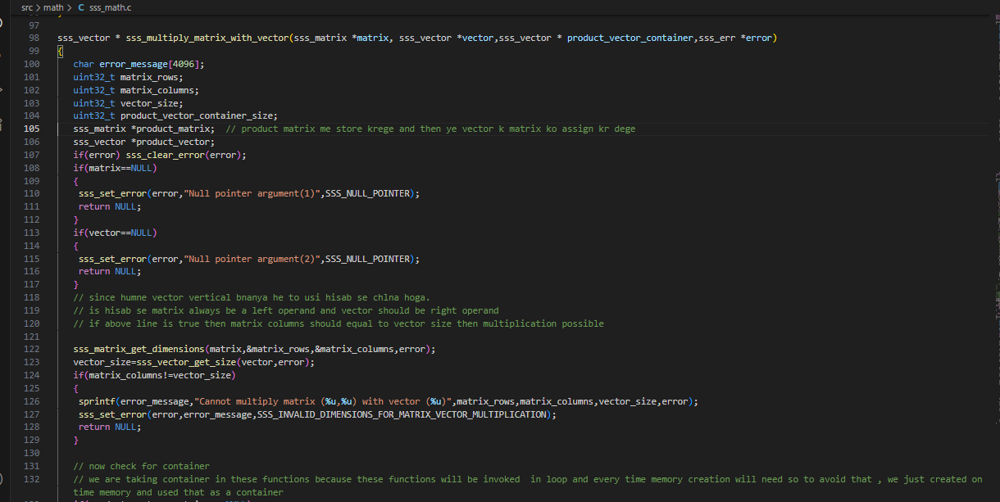 src > math > C sss_math.c
97
98 sss_vector * sss_multiply_matrix_with_vector(sss_matrix *matrix, sss_vector *vector,sss_vector * product_vector_container,sss_err *error)
99 {
100 char error_message[4096];
101 uint32_t matrix_rows;
102 uint32_t matrix_columns;
103 uint32_t vector_size;
104 uint32_t product_vector_container_size;
105 sss_matrix *product_matrix;  // product matrix me store krege and then ye vector k matrix ko assign kr dege
106 sss_vector *product_vector;
107 if(error) sss_clear_error(error);
108 if(matrix==NULL)
109 {
110 sss_set_error(error,"Null pointer argument(1)",SSS_NULL_POINTER);
111 return NULL;
112 }
113 if(vector==NULL)
114 {
115 sss_set_error(error,"Null pointer argument(2)",SSS_NULL_POINTER);
116 return NULL;
117 }
118 // since humne vector vertical bnanya he to usi hisab se chlna hoga.
119 // is hisab se matrix always be a left operand and vector should be right operand
120 // if above line is true then matrix columns should equal to vector size then multiplication possible
121
122 sss_matrix_get_dimensions(matrix,&matrix_rows,&matrix_columns,error);
123 vector_size=sss_vector_get_size(vector,error);
124 if(matrix_columns!=vector_size)
125 {
126 sprintf(error_message,"Cannot multiply matrix (%u,%u) with vector (%u)",matrix_rows,matrix_columns,vector_size,error);
127 sss_set_error(error,error_message,SSS_INVALID_DIMENSIONS_FOR_MATRIX_VECTOR_MULTIPLICATION);
128 return NULL;
129 }
130
131 // now check for container
132 // we are taking container in these functions because these functions will be invoked  in loop and every time memory creation will need so to avoid that , we just created on
time memory and used that as a container